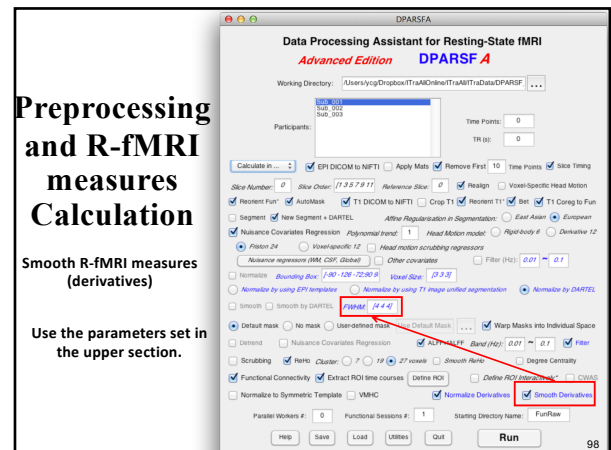 DPARSFA
Data Processing Assistant for Resting-State fMRI
Advanced Edition DPARSF A
Working Directory: /Users/ycg/Dropbox/ITraAllOnline/ITraAll/ITraData/DPARSF ...
Participants: Sub_001
Sub_002
Sub_003
Time Points: 0
TR (s): 0
Calculate in ... EPI DICOM to NIFTI Apply Mats Remove First 10 Time Points Slice Timing
Slice Number: 0 Slice Order: [1 3 5 7 9 11 Reference Slice: 0 Realign Voxel-Specific Head Motion
Reorient Fun* AutoMask T1 DICOM to NIFTI Crop T1 Reorient T1* Bet T1 Coreg to Fun
Segment New Segment + DARTEL Affine Regularisation in Segmentation: East Asian European
Nuisance Covariates Regression Polynomial trend: 1 Head Motion model: Rigid-body 6 Derivative 12
Friston 24 Voxel-specific 12 Head motion scrubbing regressors
Nuisance regressors (WM, CSF, Global) Other covariates Filter (Hz): 0.01 ~ 0.1
Normalize Bounding Box: [-90 -126 -72;90 9 Voxel Size: [3 3 3]
Normalize by using EPI templates Normalize by using T1 image unified segmentation Normalize by DARTEL
Smooth Smooth by DARTEL FWHM: [4 4 4]
Default mask No mask User-defined mask Use Default Mask ... Warp Masks into Individual Space
Detrend Nuisance Covariates Regression ALFF+fALFF Band (Hz): 0.01 ~ 0.1 Filter
Scrubbing ReHo Cluster: 7 19 27 voxels Smooth ReHo Degree Centrality
Functional Connectivity Extract ROI time courses Define ROI Define ROI Interactively* CWAS
Normalize to Symmetric Template VMHC Normalize Derivatives Smooth Derivatives
Parallel Workers #: 0 Functional Sessions #: 1 Starting Directory Name: FunRaw
Help Save Load Utilities Quit Run
Preprocessing
and R-fMRI
measures
Calculation
Smooth R-fMRI measures
(derivatives)
Use the parameters set in
the upper section.
98